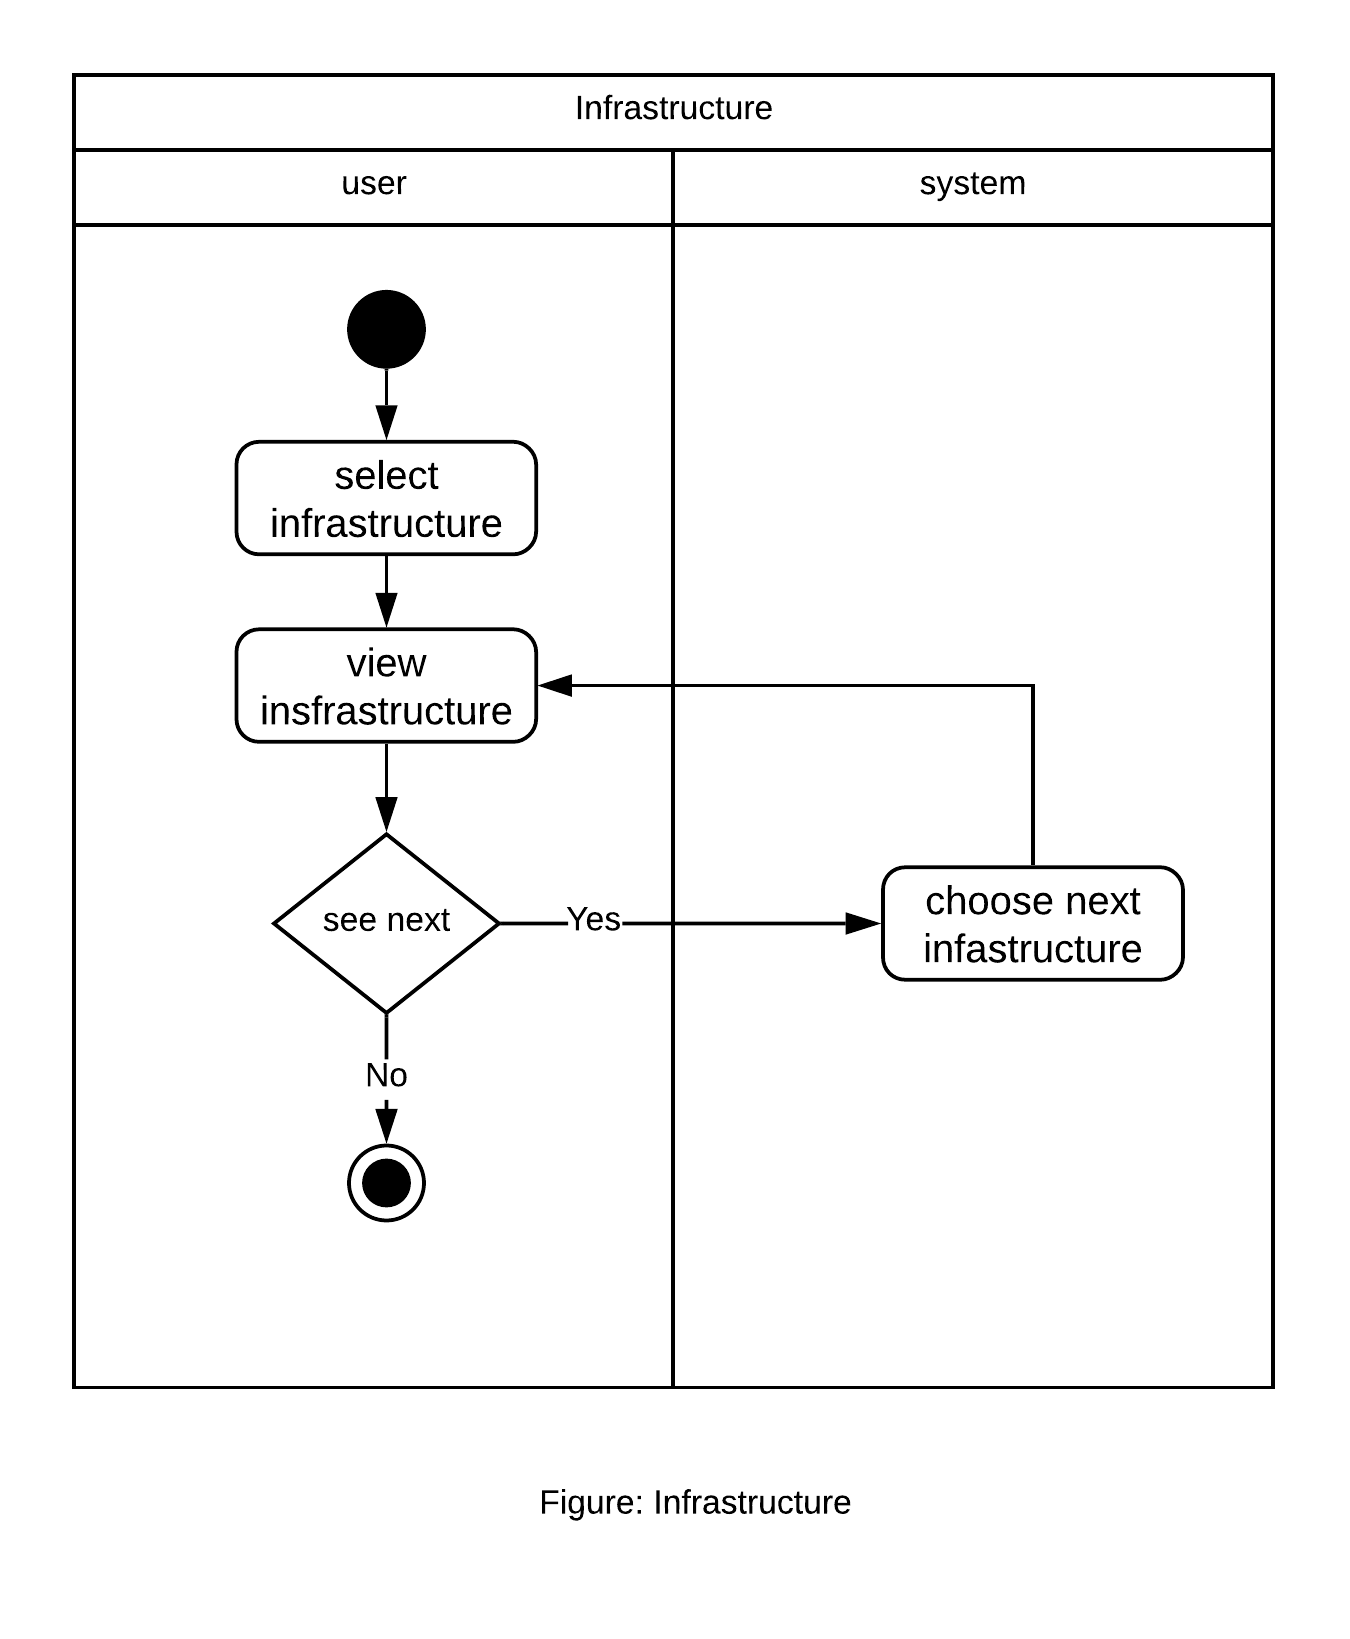 Infrastructure
user
system
select
infrastructure
view
insfrastructure
see next
Yes
choose next
infastructure
No
Figure: Infrastructure